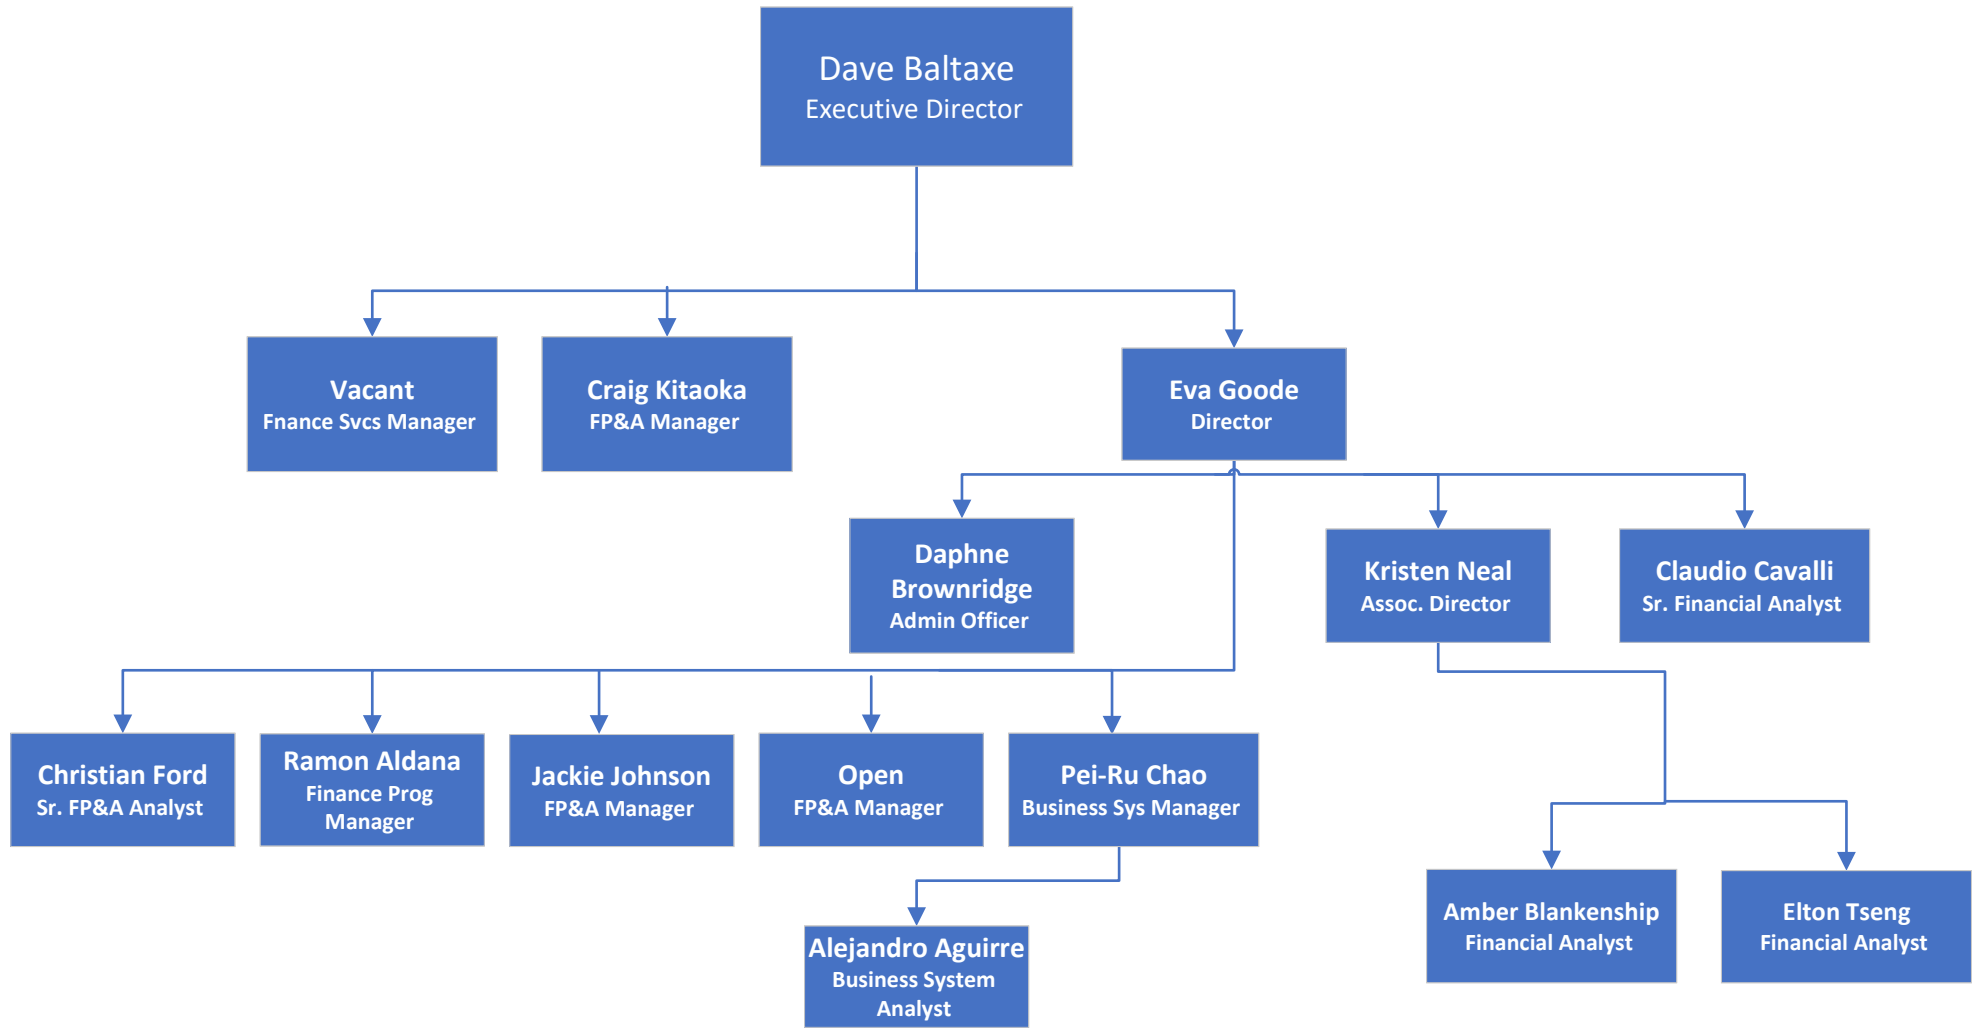 Dave Baltaxe
Executive Director
Vacant
Fnance Svcs Manager
Craig Kitaoka
FP&A Manager
Eva Goode
Director
Daphne
Brownridge
Admin Officer
Kristen Neal
Assoc. Director
Claudio Cavalli
Sr. Financial Analyst
Christian Ford
Sr. FP&A Analyst
Ramon Aldana
Finance Prog
Manager
Jackie Johnson
FP&A Manager
Open
FP&A Manager
Pei-Ru Chao
Business Sys Manager
Alejandro Aguirre
Business System
Analyst
Amber Blankenship
Financial Analyst
Elton Tseng
Financial Analyst